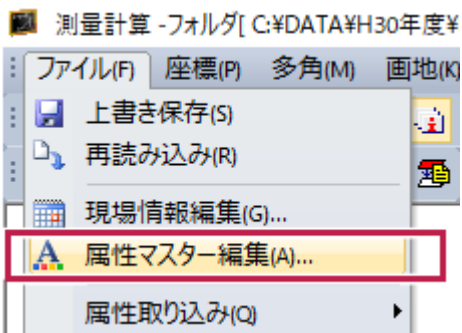 測量計算 -フォルダ[ C:¥DATA¥H30年度¥
ファイル(F) 座標(P) 多角(M) 画地(K)
上書き保存(S)
再読み込み(R)
現場情報編集(G)...
属性マスター編集(A)...
属性取り込み(Q)